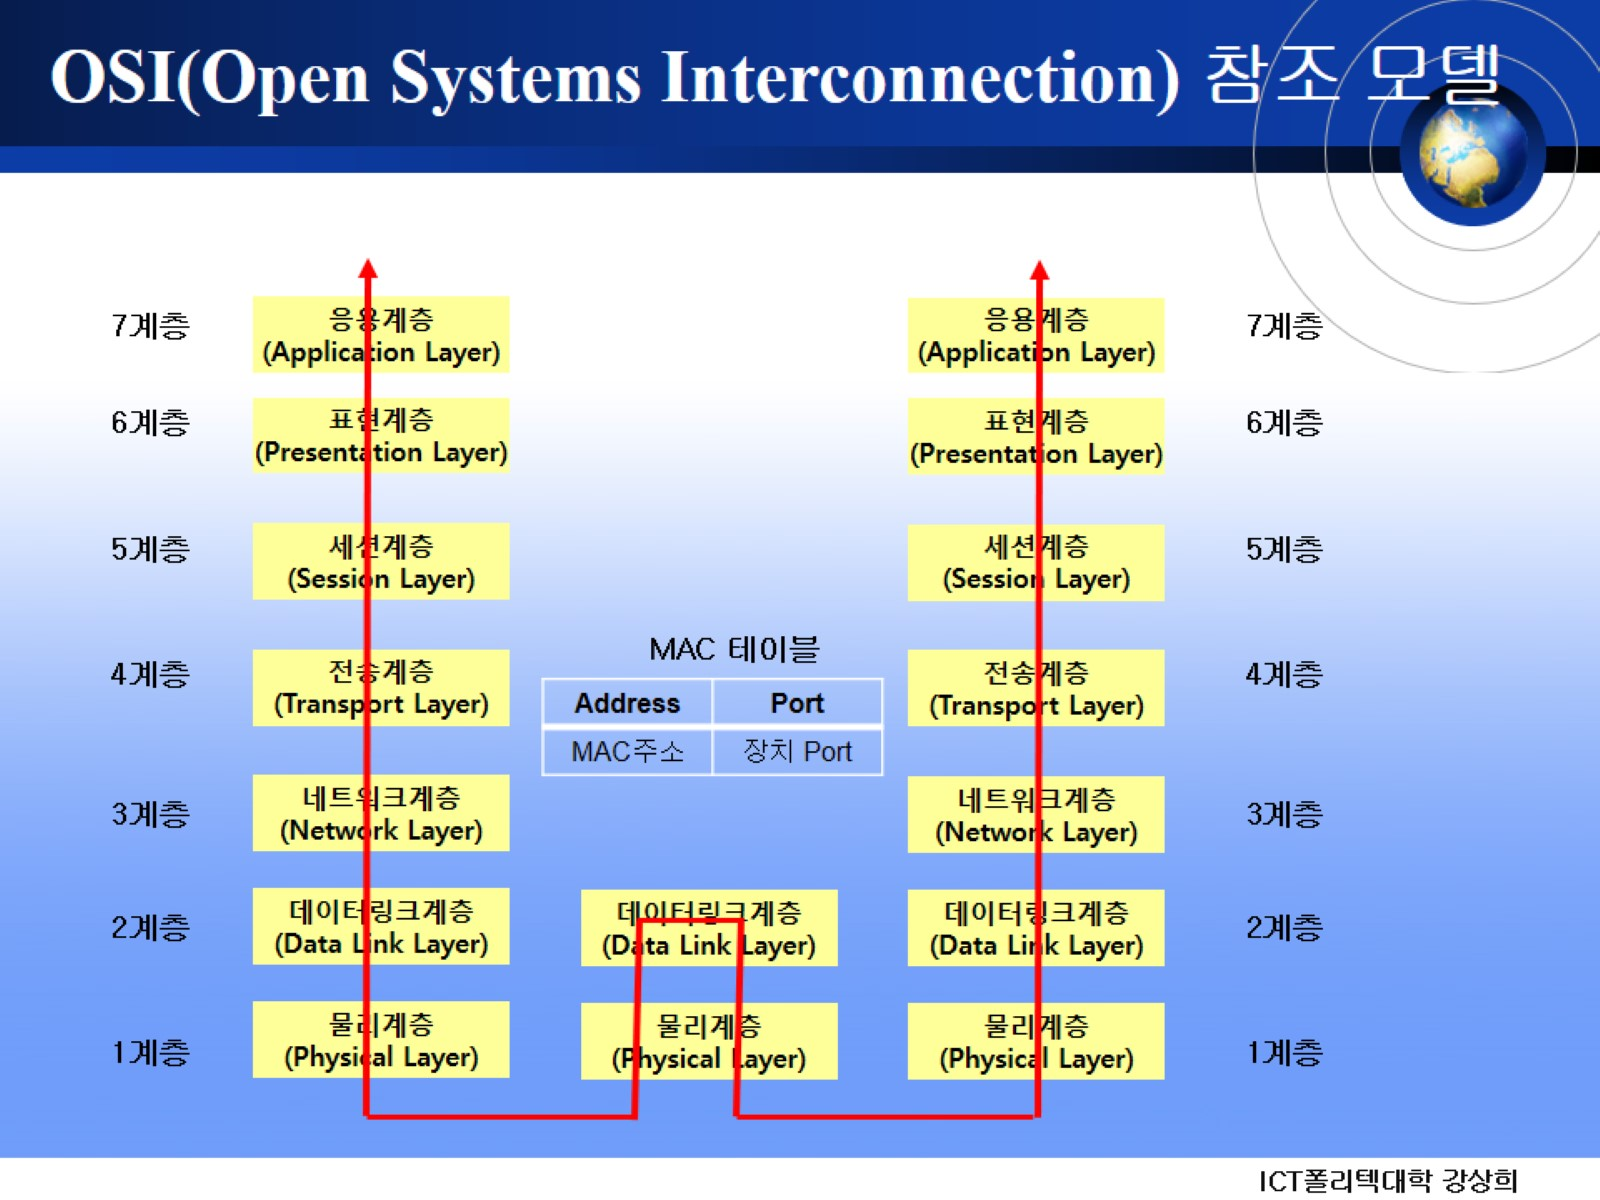 OSI(Open Systems Interconnection) 참조 모델
7계층
응용계층
(Application Layer)
응용계층
(Application Layer)
7계층
6계층
표현계층
(Presentation Layer)
표현계층
(Presentation Layer)
6계층
5계층
세션계층
(Session Layer)
세션계층
(Session Layer)
5계층
MAC 테이블
4계층
전송계층
(Transport Layer)
Address
Port
MAC주소
장치 Port
전송계층
(Transport Layer)
4계층
3계층
네트워크계층
(Network Layer)
네트워크계층
(Network Layer)
3계층
2계층
데이터링크계층
(Data Link Layer)
데이터링크계층
(Data Link Layer)
데이터링크계층
(Data Link Layer)
2계층
1계층
물리계층
(Physical Layer)
물리계층
(Physical Layer)
물리계층
(Physical Layer)
1계층
ICT폴리텍대학 강상희